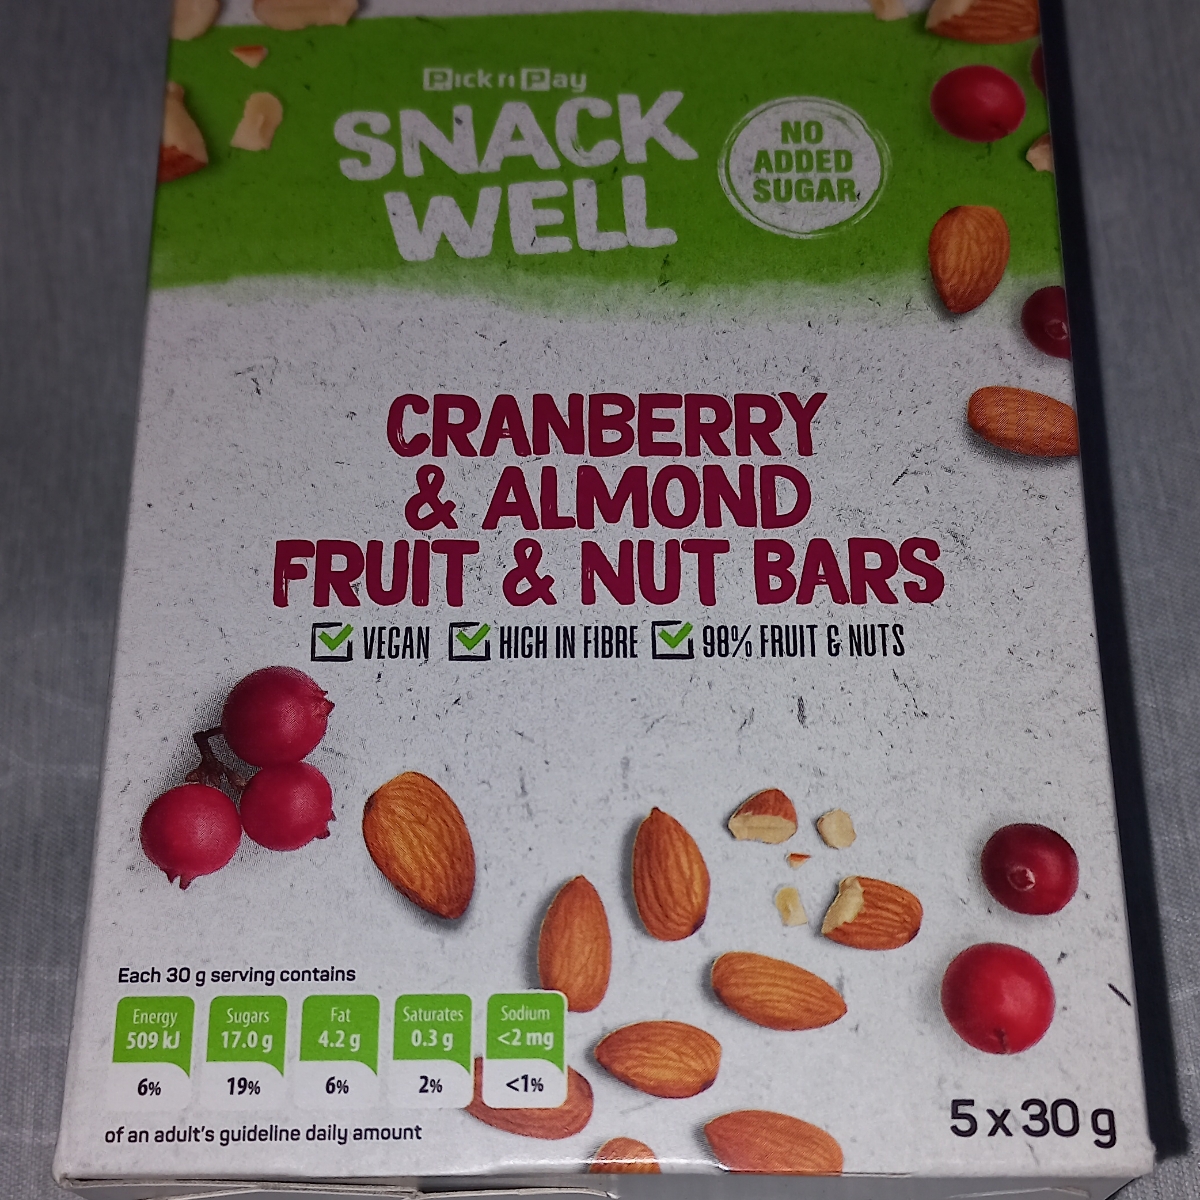 Pick n Pay
SNACK
WELL
NO
ADDED
SUGAR
CRANBERRY
& ALMOND
FRUIT & NUT BARS
VEGAN HIGH IN FIBRE 98% FRUIT & NUTS
Each 30 g serving contains
Energy Sugars Fat Saturates Sodium
509 kJ 17.0 g 4.2 g 0.3 g <2 mg
6% 19% 6% 2% <1%
of an adult's guideline daily amount
5 x 30 g